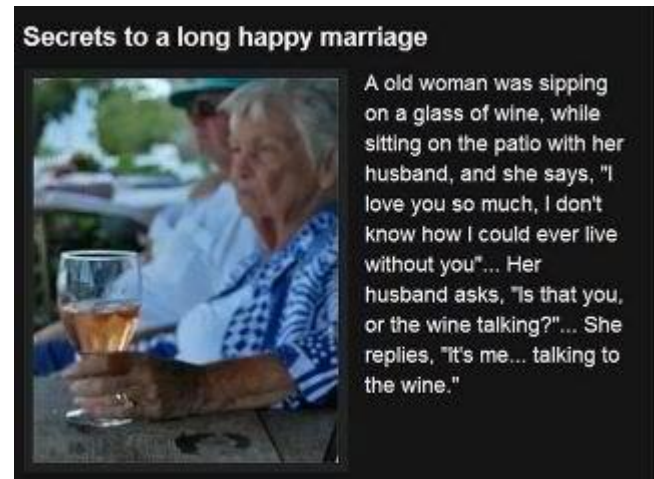 Secrets to a long happy marriage
A old woman was sipping
on a glass of wine, while
sitting on the patio with her
husband, and she says, "I
love you so much, I don't
know how I could ever live
without you"... Her
husband asks, "Is that you,
or the wine talking?"... She
replies, "It's me... talking to
the wine."